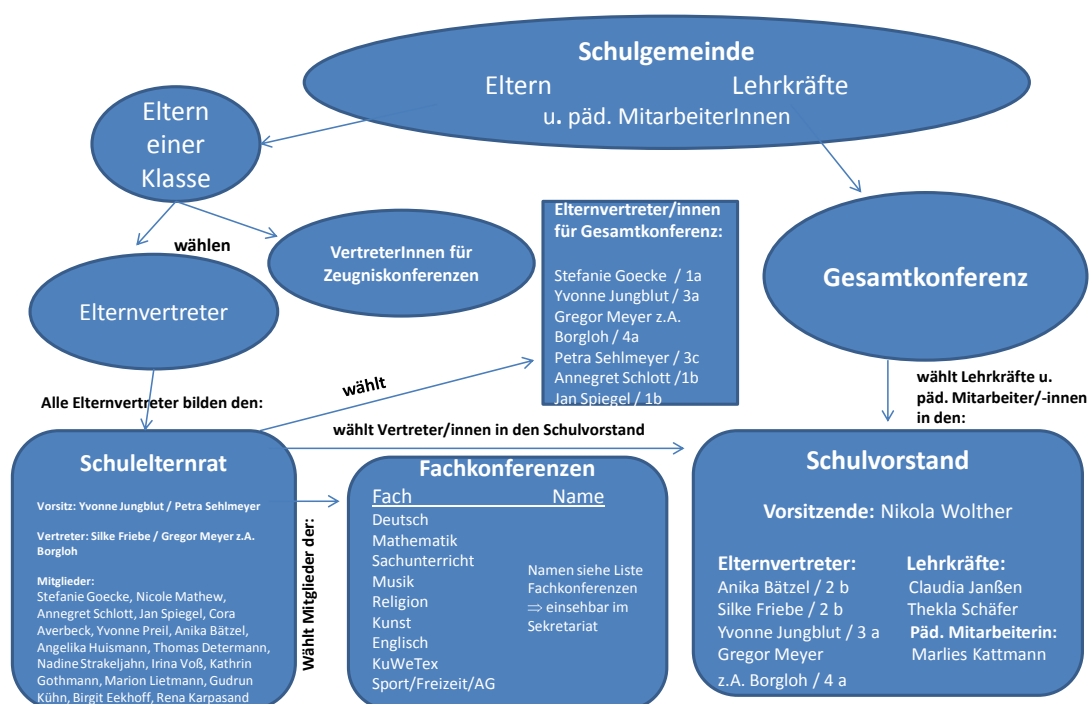 Schulgemeinde
Eltern Lehrkräfte
u. päd. MitarbeiterInnen
Eltern
einer
Klasse
wählen
VertreterInnen für
Zeugniskonferenzen
Elternvertreter
Elternvertreter/innen
für Gesamtkonferenz:
Stefanie Goecke / 1a
Yvonne Jungblut / 3a
Gregor Meyer z.A.
Borgloh / 4a
Petra Sehlmeyer / 3c
Annegret Schlott /1b
Jan Spiegel / 1b
Gesamtkonferenz
wählt
Alle Elternvertreter bilden den:
wählt Lehrkräfte u.
päd. Mitarbeiter/-innen
in den:
wählt Vertreter/innen in den Schulvorstand
Schulelternrat
Vorsitz: Yvonne Jungblut / Petra Sehlmeyer
Vertreter: Silke Friebe / Gregor Meyer z.A.
Borgloh
Mitglieder:
Stefanie Goecke, Nicole Mathew,
Annegret Schlott, Jan Spiegel, Cora
Averbeck, Yvonne Preil, Anika Bätzel,
Angelika Huismann, Thomas Determann,
Nadine Strakeljahn, Irina Voß, Kathrin
Gothmann, Marion Lietmann, Gudrun
Kühn, Birgit Eekhoff, Rena Karpasand
Wählt Mitglieder der:
Fachkonferenzen
Fach Name
Deutsch
Mathematik
Sachunterricht
Musik
Religion
Kunst
Englisch
KuWeTex
Sport/Freizeit/AG
Namen siehe Liste
Fachkonferenzen
⇒ einsehbar im
Sekretariat
Schulvorstand
Vorsitzende: Nikola Wolther
Elternvertreter:
Anika Bätzel / 2 b
Silke Friebe / 2 b
Yvonne Jungblut / 3 a
Gregor Meyer
z.A. Borgloh / 4 a
Lehrkräfte:
Claudia Janßen
Thekla Schäfer
Päd. Mitarbeiterin:
Marlies Kattmann